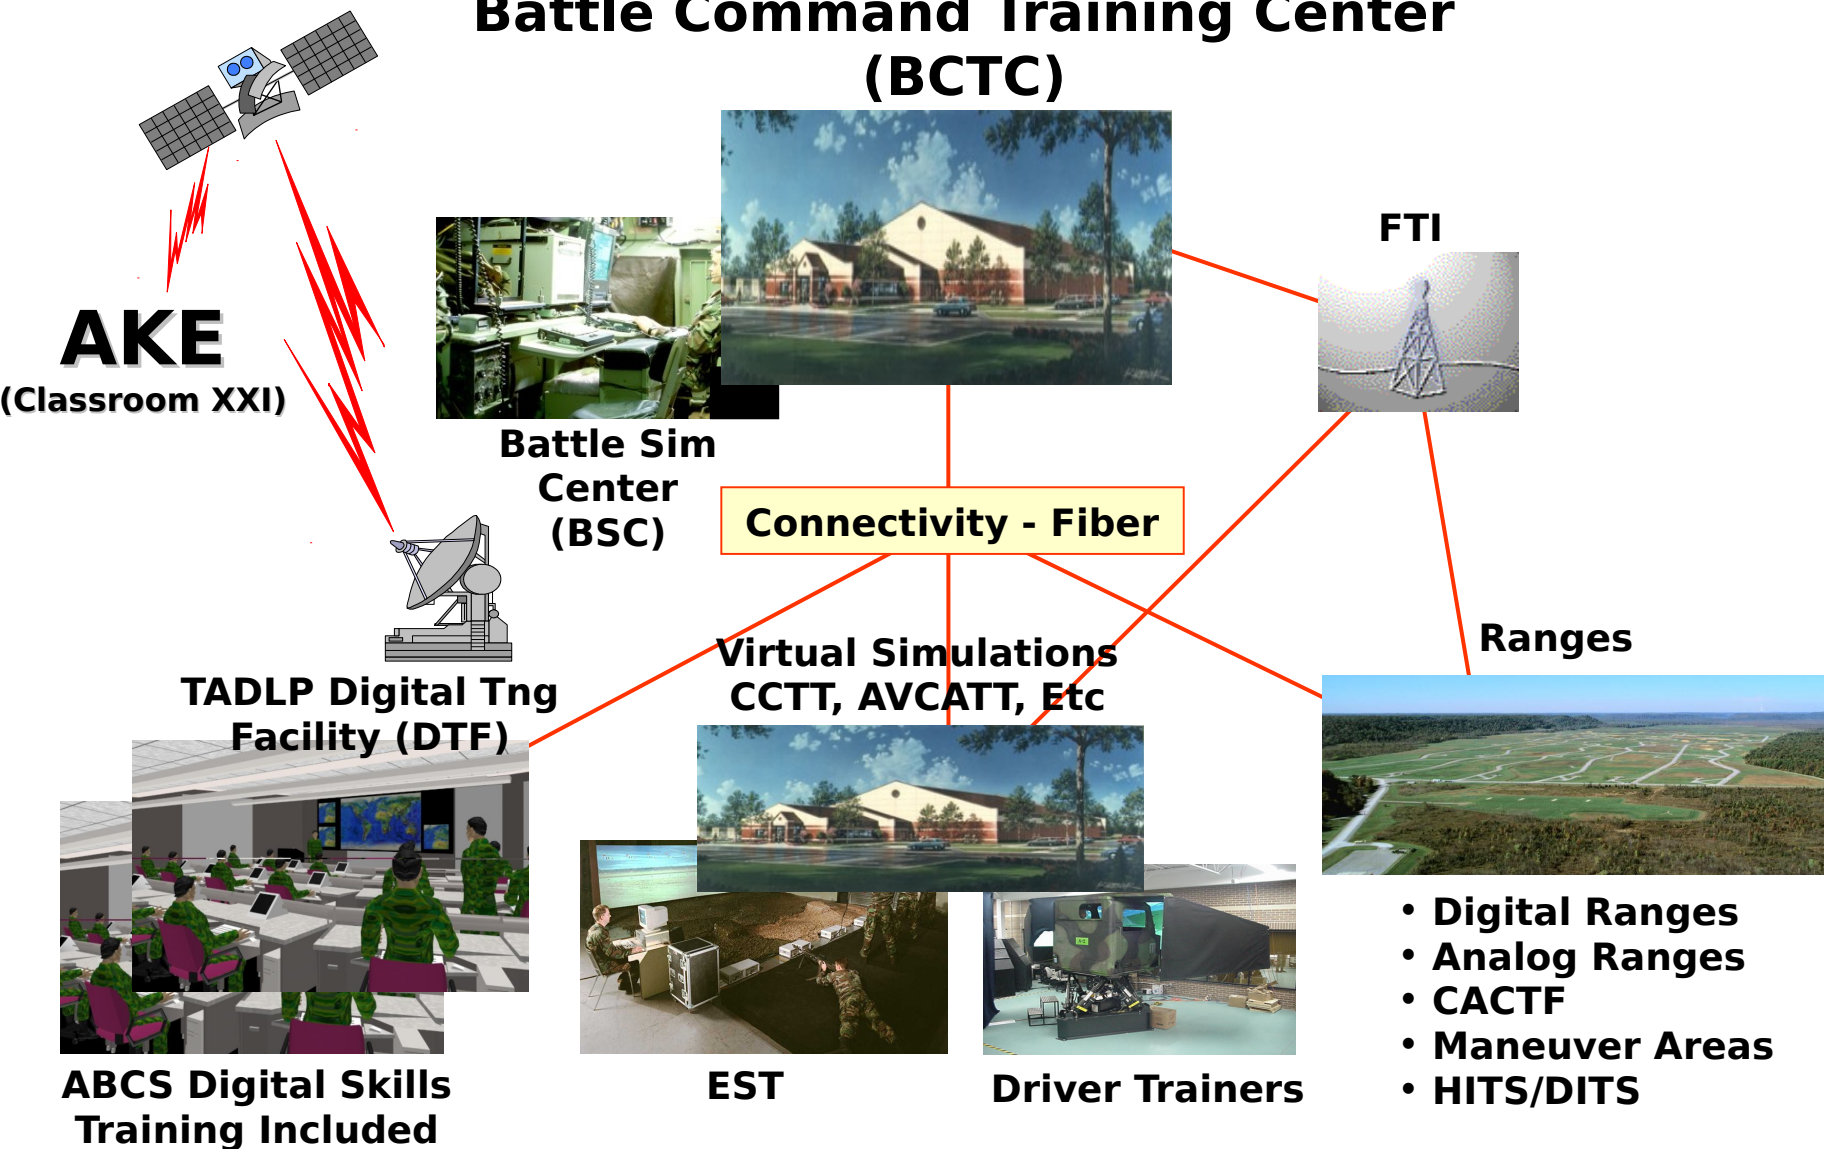 Battle Command Training Center
(BCTC)
FTI
AKE
(Classroom XXI)
Battle Sim
Center
(BSC)
Connectivity - Fiber
Virtual Simulations
CCTT, AVCATT, Etc
Ranges
TADLP Digital Tng
Facility (DTF)
• Digital Ranges
• Analog Ranges
• CACTF
• Maneuver Areas
• HITS/DITS
ABCS Digital Skills
Training Included
EST
Driver Trainers